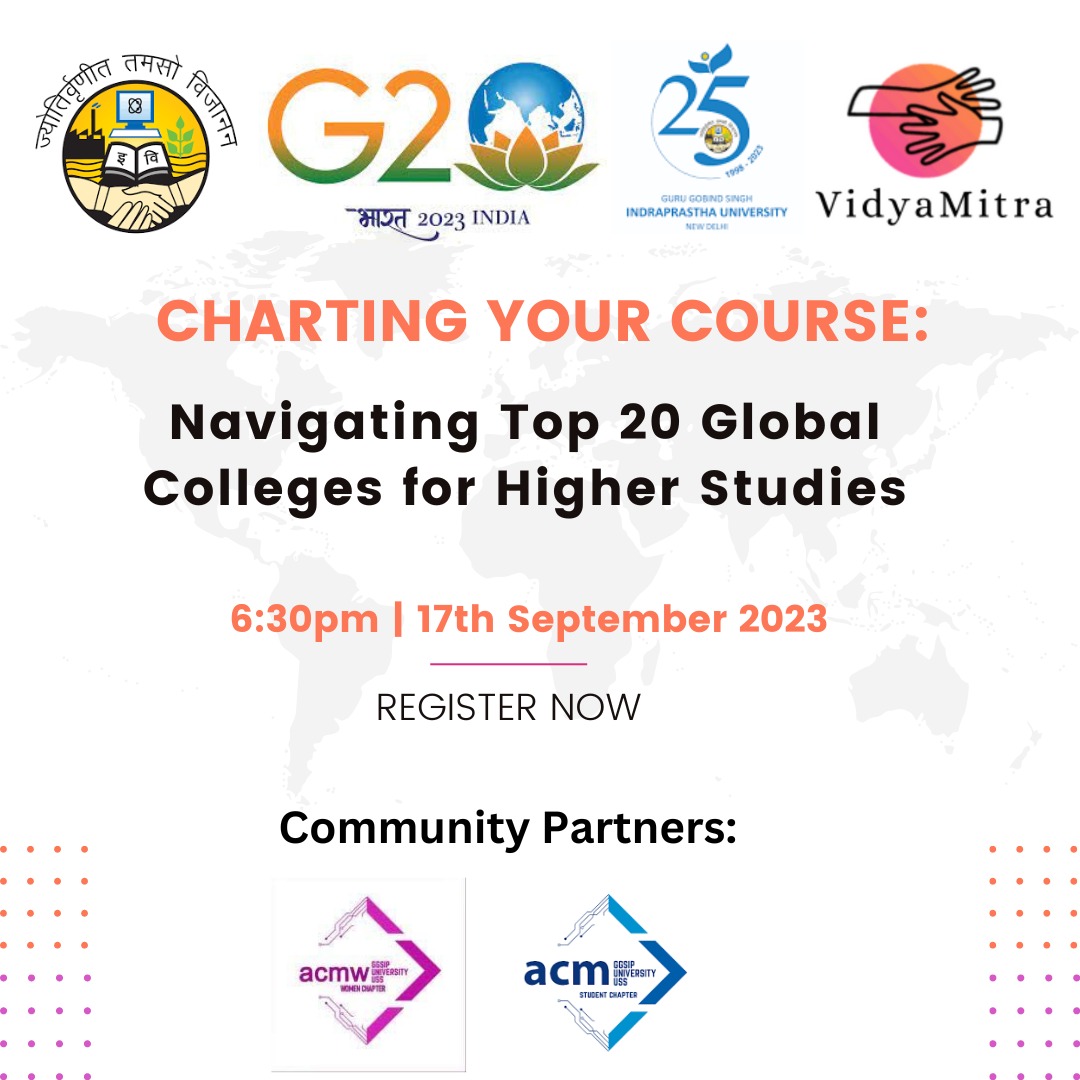 ज्योतिर्वृणीत तमसो विजानन
इ वि
G20
भारत 2023 INDIA
25
1998 - 2023
GURU GOBIND SINGH
INDRAPRASTHA UNIVERSITY
NEW DELHI
VidyaMitra
CHARTING YOUR COURSE:
Navigating Top 20 Global
Colleges for Higher Studies
6:30pm | 17th September 2023
REGISTER NOW
Community Partners:
acmw
GGSIP
UNIVERSITY
USS
WOMEN CHAPTER
acm
GGSIP
UNIVERSITY
USS
STUDENT CHAPTER